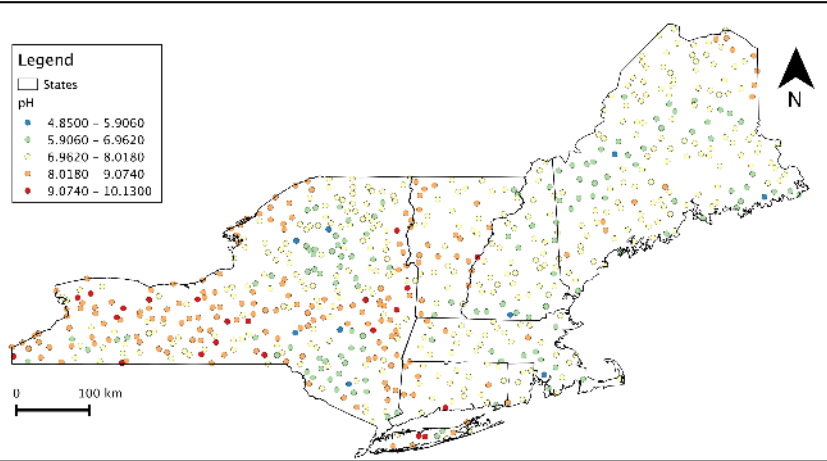 Legend
States
pH
4.8500 - 5.9060
5.9060 - 6.9620
6.9620 - 8.0180
8.0180 9.0740
9.0740 - 10.1300
N
0 100 km